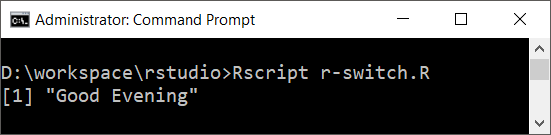 Administrator: Command Prompt
D:\workspace\rstudio>Rscript r-switch.R
[1] "Good Evening"